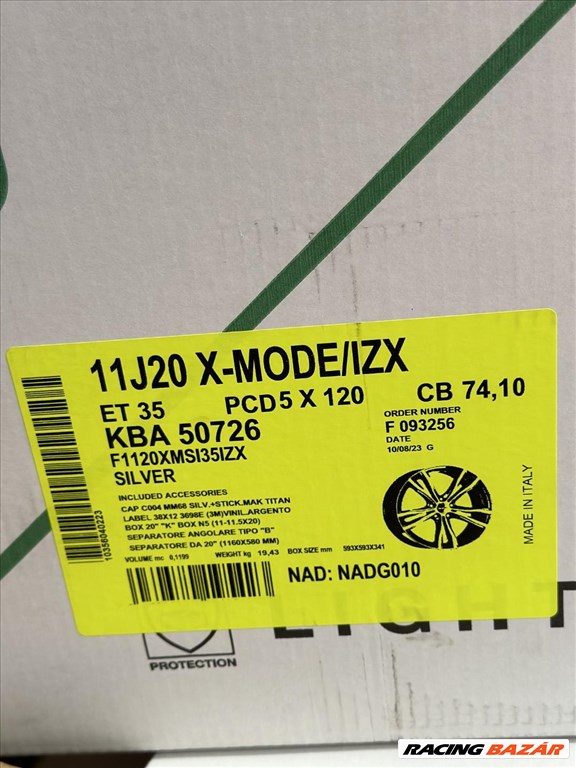 11J20 X-MODE/IZX
ET 35 PCD 5 X 120 CB 74,10
KBA 50726
ORDER NUMBER
F 093256
F1120XMSI35IZX
DATE
10/08/23 G
SILVER
INCLUDED ACCESSORIES
CAP C004 MM68 SILV.+STICK.MAK TITAN
LABEL 38X12 3698E (3M)VINIL.ARGENTO
BOX 20" "K" BOX N5 (11-11.5X20)
SEPARATORE ANGOLARE TIPO "B"
SEPARATORE DA 20" (1160X580 MM)
VOLUME mc 0,1199 WEIGHT kg 19,43 BOX SIZE mm 593X593X341
NAD: NADG010
10356040223
MADE IN ITALY
LIGHT
PROTECTION
RACING BAZÁR